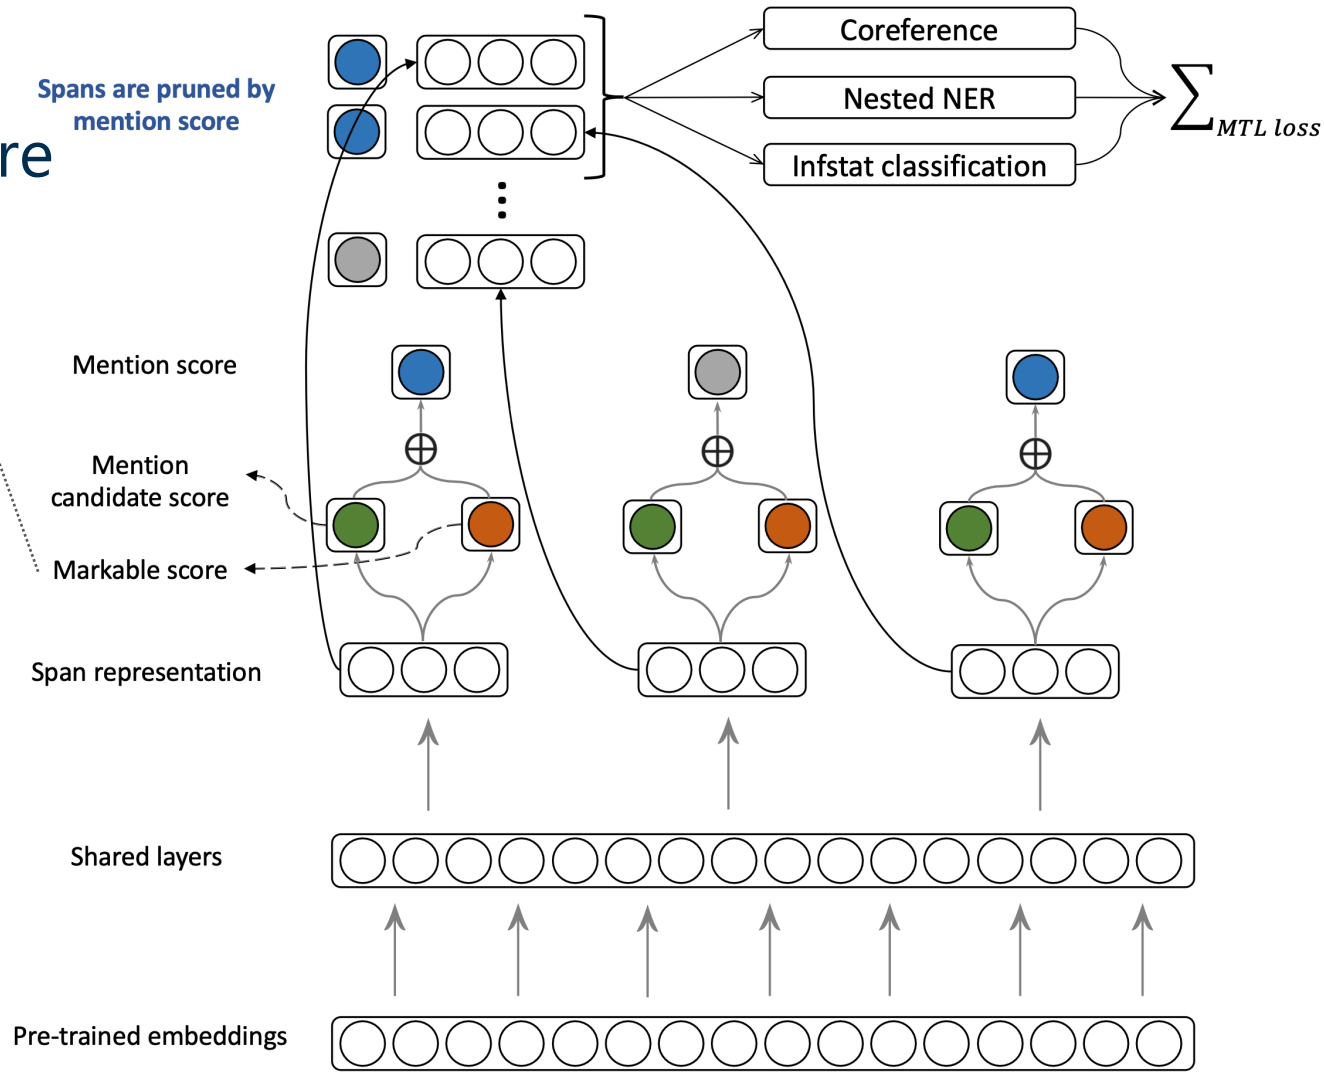 Coreference
Spans are pruned by
mention score
re
Nested NER
∑MTL loss
Infstat classification
Mention score
Mention
candidate score
Markable score
Span representation
Shared layers
Pre-trained embeddings